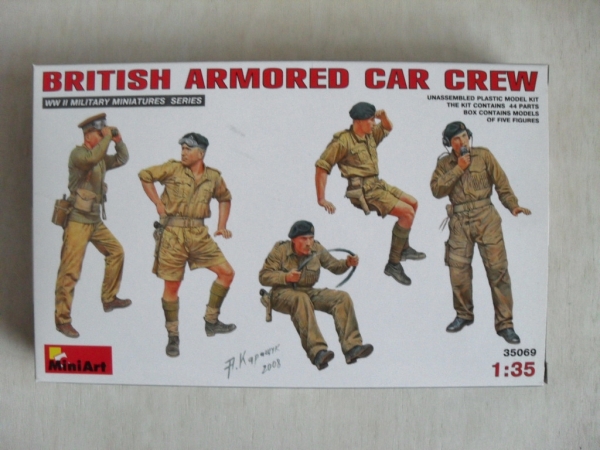 BRITISH ARMORED CAR CREW
WW II MILITARY MINIATURES SERIES
UNASSEMBLED PLASTIC MODEL KIT
THE KIT CONTAINS 44 PARTS
BOX CONTAINS MODELS
OF FIVE FIGURES
2008
35069
MiniArt
1:35